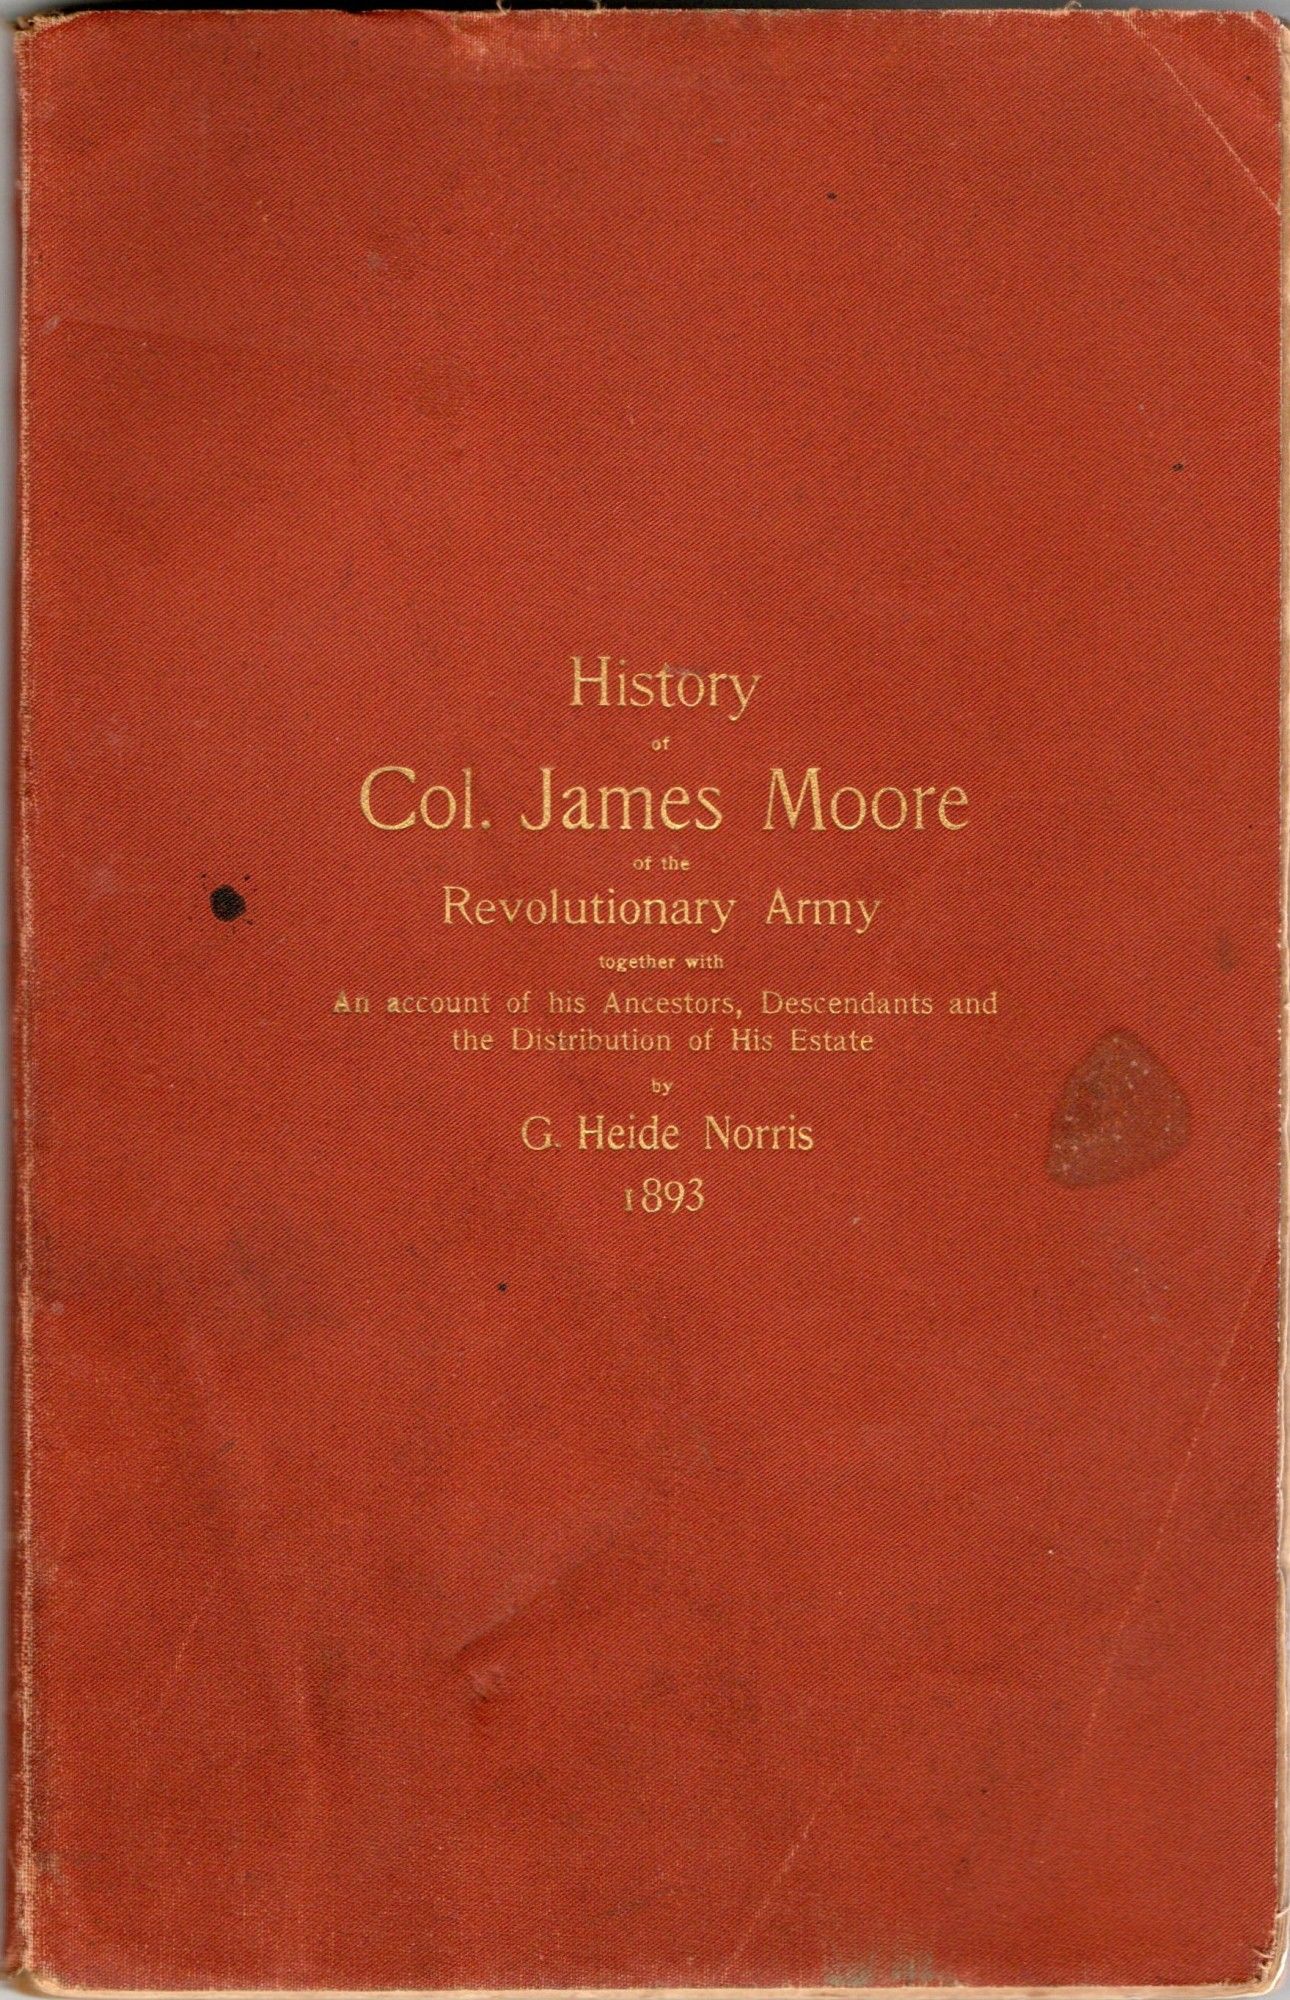 History
of
Col. James Moore
of the
Revolutionary Army
together with
An account of his Ancestors, Descendants and
the Distribution of His Estate
by
G. Heide Norris
1893